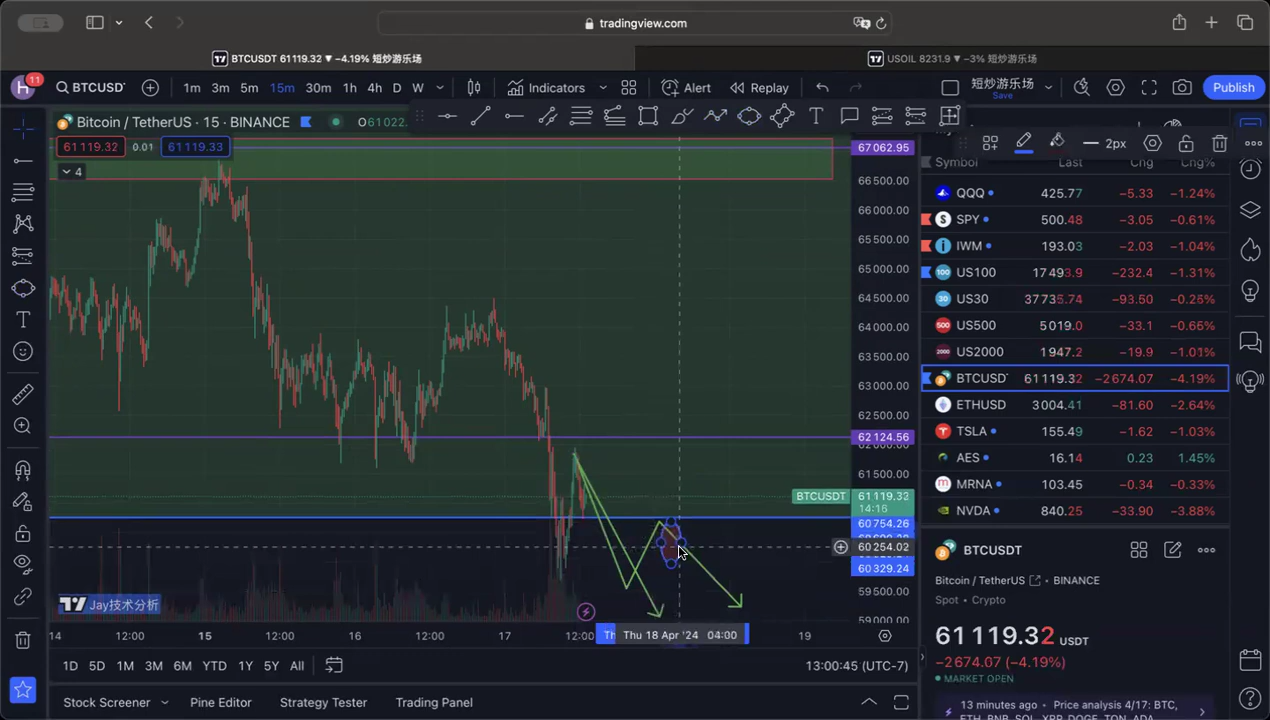 tradingview.com
BTCUSDT 61119.32 ▼ −4.19% 短炒游乐场
USOIL 8231.9 ▼ −3% 短炒游乐场
H 11 BTCUSD 1m 3m 5m 15m 30m 1h 4h D W Indicators Alert Replay 短炒游乐场 Save Publish
Bitcoin / TetherUS · 15 · BINANCE O61022.
61119.32 0.01 61119.33
4
2px
67062.95
66500.00
66000.00
65500.00
65000.00
64500.00
64000.00
63500.00
63000.00
62500.00
62124.56
62000.00
61500.00
BTCUSDT 61119.32
14:16
60754.26
60254.02
60329.24
59500.00
59000.00
Jay技术分析
14 12:00 15 12:00 16 12:00 17 12:00 Th Thu 18 Apr '24 04:00 19
1D 5D 1M 3M 6M YTD 1Y 5Y All 13:00:45 (UTC-7)
Stock Screener Pine Editor Strategy Tester Trading Panel
Symbol Last Chg Chg%
QQQ 425.77 −5.33 −1.24%
S SPY 500.48 −3.05 −0.61%
IWM 193.03 −2.03 −1.04%
100 US100 17493.9 −232.4 −1.31%
30 US30 37735.74 −93.50 −0.25%
500 US500 5019.0 −33.1 −0.66%
2000 US2000 1947.2 −19.9 −1.01%
BTCUSD 61119.32 −2674.07 −4.19%
ETHUSD 3004.41 −81.60 −2.64%
TSLA 155.49 −1.62 −1.03%
AES 16.14 0.23 1.45%
MRNA 103.45 −0.34 −0.33%
NVDA 840.25 −33.90 −3.88%
BTCUSDT
Bitcoin / TetherUS · BINANCE
Spot • Crypto
61119.32 USDT
−2674.07 (−4.19%)
MARKET OPEN
13 minutes ago • Price analysis 4/17: BTC,
ETH, BNB, SOL, XRP, DOGE, TON, ADA